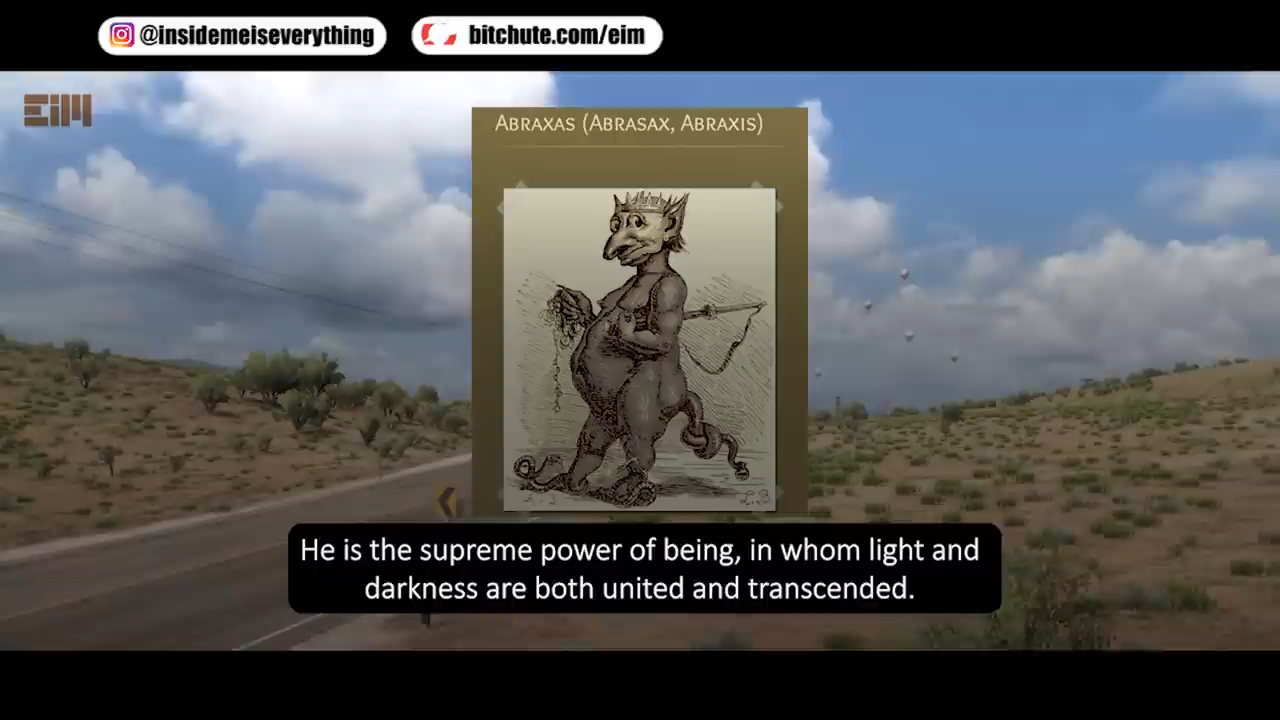 @insidemeiseverything
bitchute.com/eim
EIM
ABRAXAS (ABRASAX, ABRAXIS)
L.B
He is the supreme power of being, in whom light and
darkness are both united and transcended.